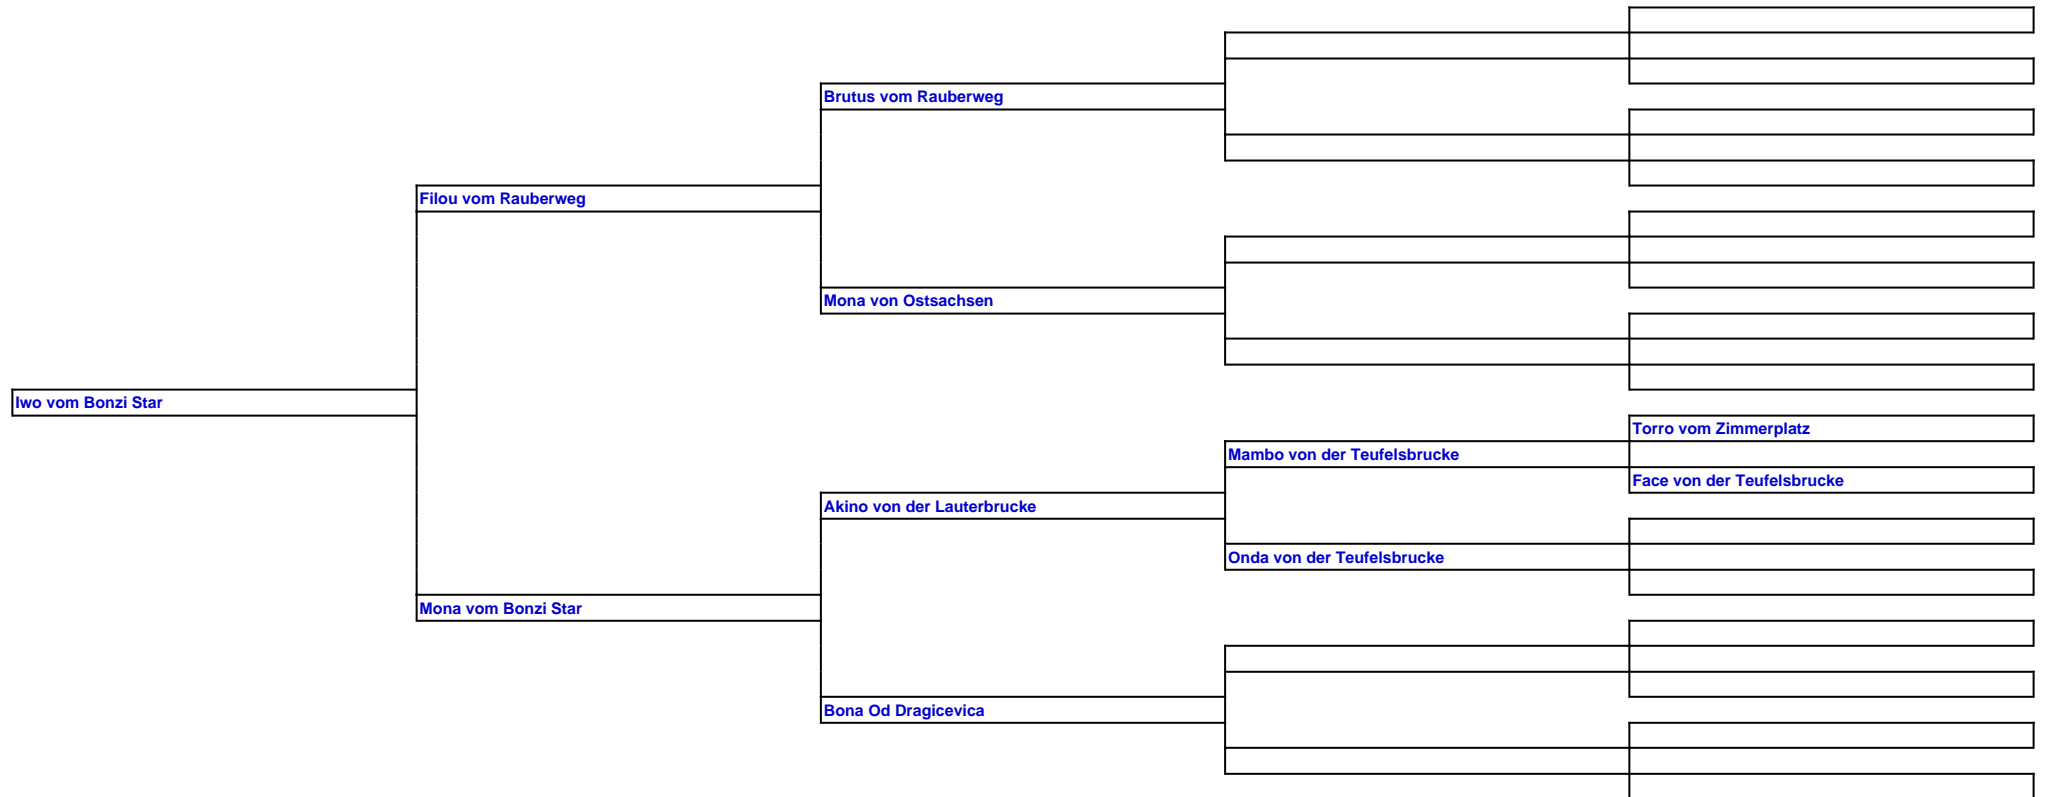 Brutus vom Rauberweg
Filou vom Rauberweg
Mona von Ostsachsen
Iwo vom Bonzi Star
Torro vom Zimmerplatz
Mambo von der Teufelsbrucke
Face von der Teufelsbrucke
Akino von der Lauterbrucke
Onda von der Teufelsbrucke
Mona vom Bonzi Star
Bona Od Dragicevica